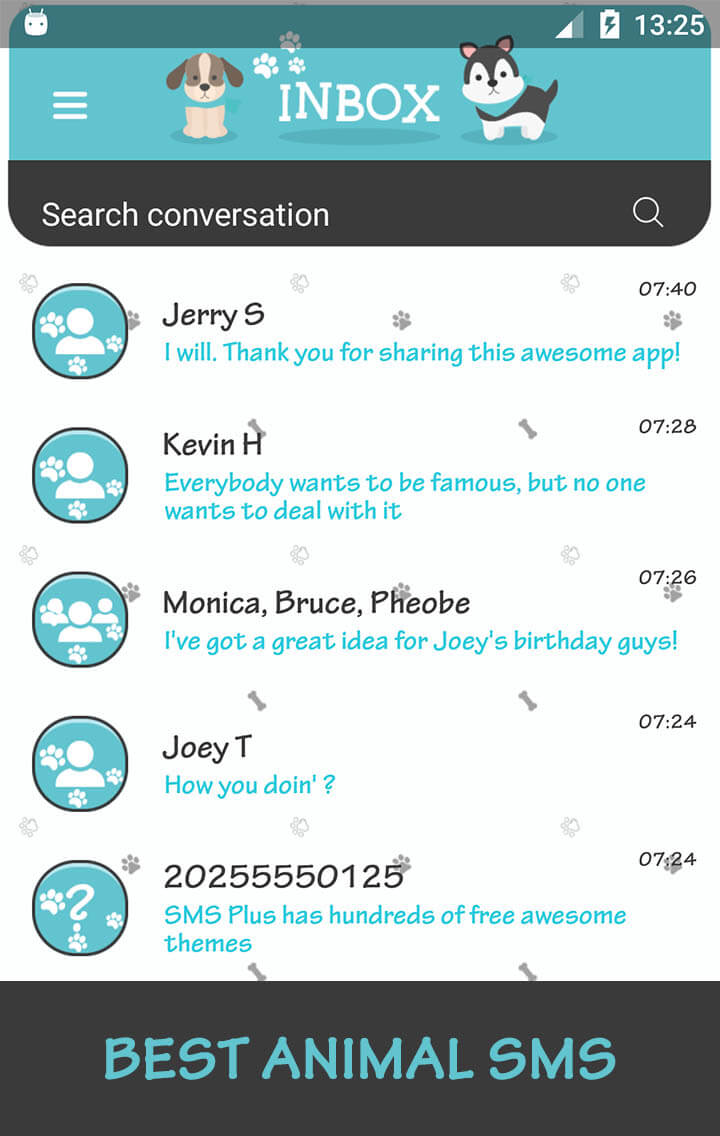 13:25
INBOX
Search conversation
07:40
Jerry S
I will. Thank you for sharing this awesome app!
07:28
Kevin H
Everybody wants to be famous, but no one
wants to deal with it
07:26
Monica, Bruce, Pheobe
I've got a great idea for Joey's birthday guys!
07:24
Joey T
How you doin' ?
07:24
20255550125
SMS Plus has hundreds of free awesome
themes
?
BEST ANIMAL SMS